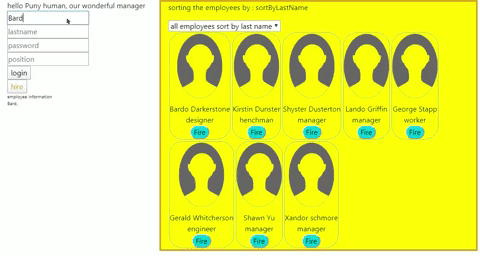 hello Puny human, our wonderful manager
Bard
lastname
password
position
login
hire
employee information
Bard,
sorting the employees by : sortByLastName
all employees sort by last name
Bardo Darkerstone
designer
Fire
Kirstin Dunster
henchman
Fire
Shyster Dusterton
manager
Fire
Lando Griffin
manager
Fire
George Stapp
worker
Fire
Gerald Whitcherson
engineer
Fire
Shawn Yu
manager
Fire
Xandor schmore
manager
Fire